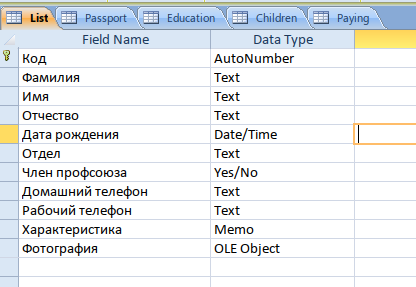 List Passport Education Children Paying
Field Name Data Type
Код AutoNumber
Фамилия Text
Имя Text
Отчество Text
Дата рождения Date/Time
Отдел Text
Член профсоюза Yes/No
Домашний телефон Text
Рабочий телефон Text
Характеристика Memo
Фотография OLE Object